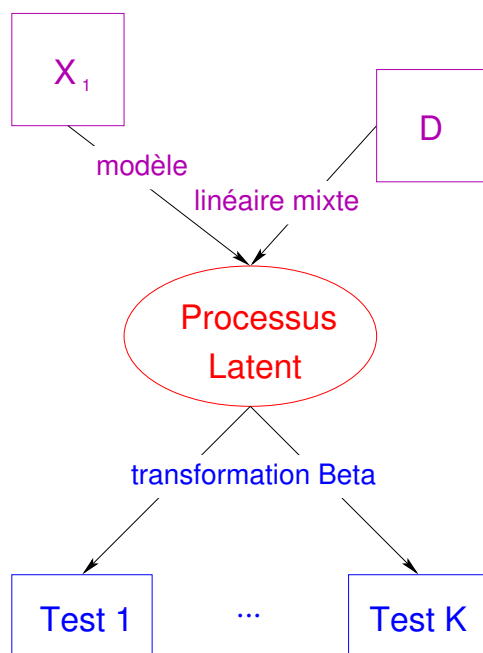 X₁
D
modèle
linéaire mixte
Processus
Latent
transformation Beta
Test 1 ... Test K